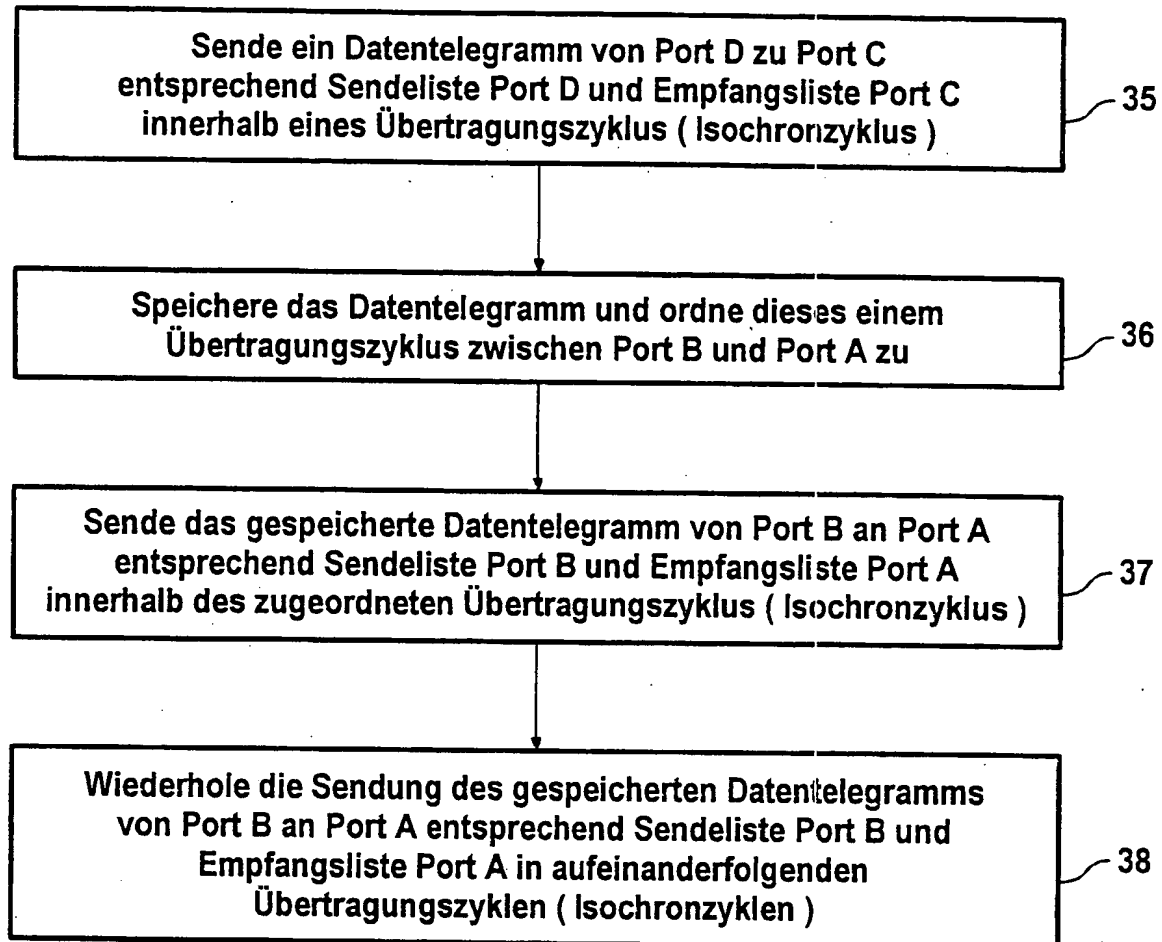 Sende ein Datentelegramm von Port D zu Port C
entsprechend Sendeliste Port D und Empfangsliste Port C
innerhalb eines Übertragungszyklus ( Isochronzyklus )
35
Speichere das Datentelegramm und ordne dieses einem
Übertragungszyklus zwischen Port B und Port A zu
36
Sende das gespeicherte Datentelegramm von Port B an Port A
entsprechend Sendeliste Port B und Empfangsliste Port A
innerhalb des zugeordneten Übertragungszyklus ( Isochronzyklus )
37
Wiederhole die Sendung des gespeicherten Datentelegramms
von Port B an Port A entsprechend Sendeliste Port B und
Empfangsliste Port A in aufeinanderfolgenden
Übertragungszyklen ( Isochronzyklen )
38